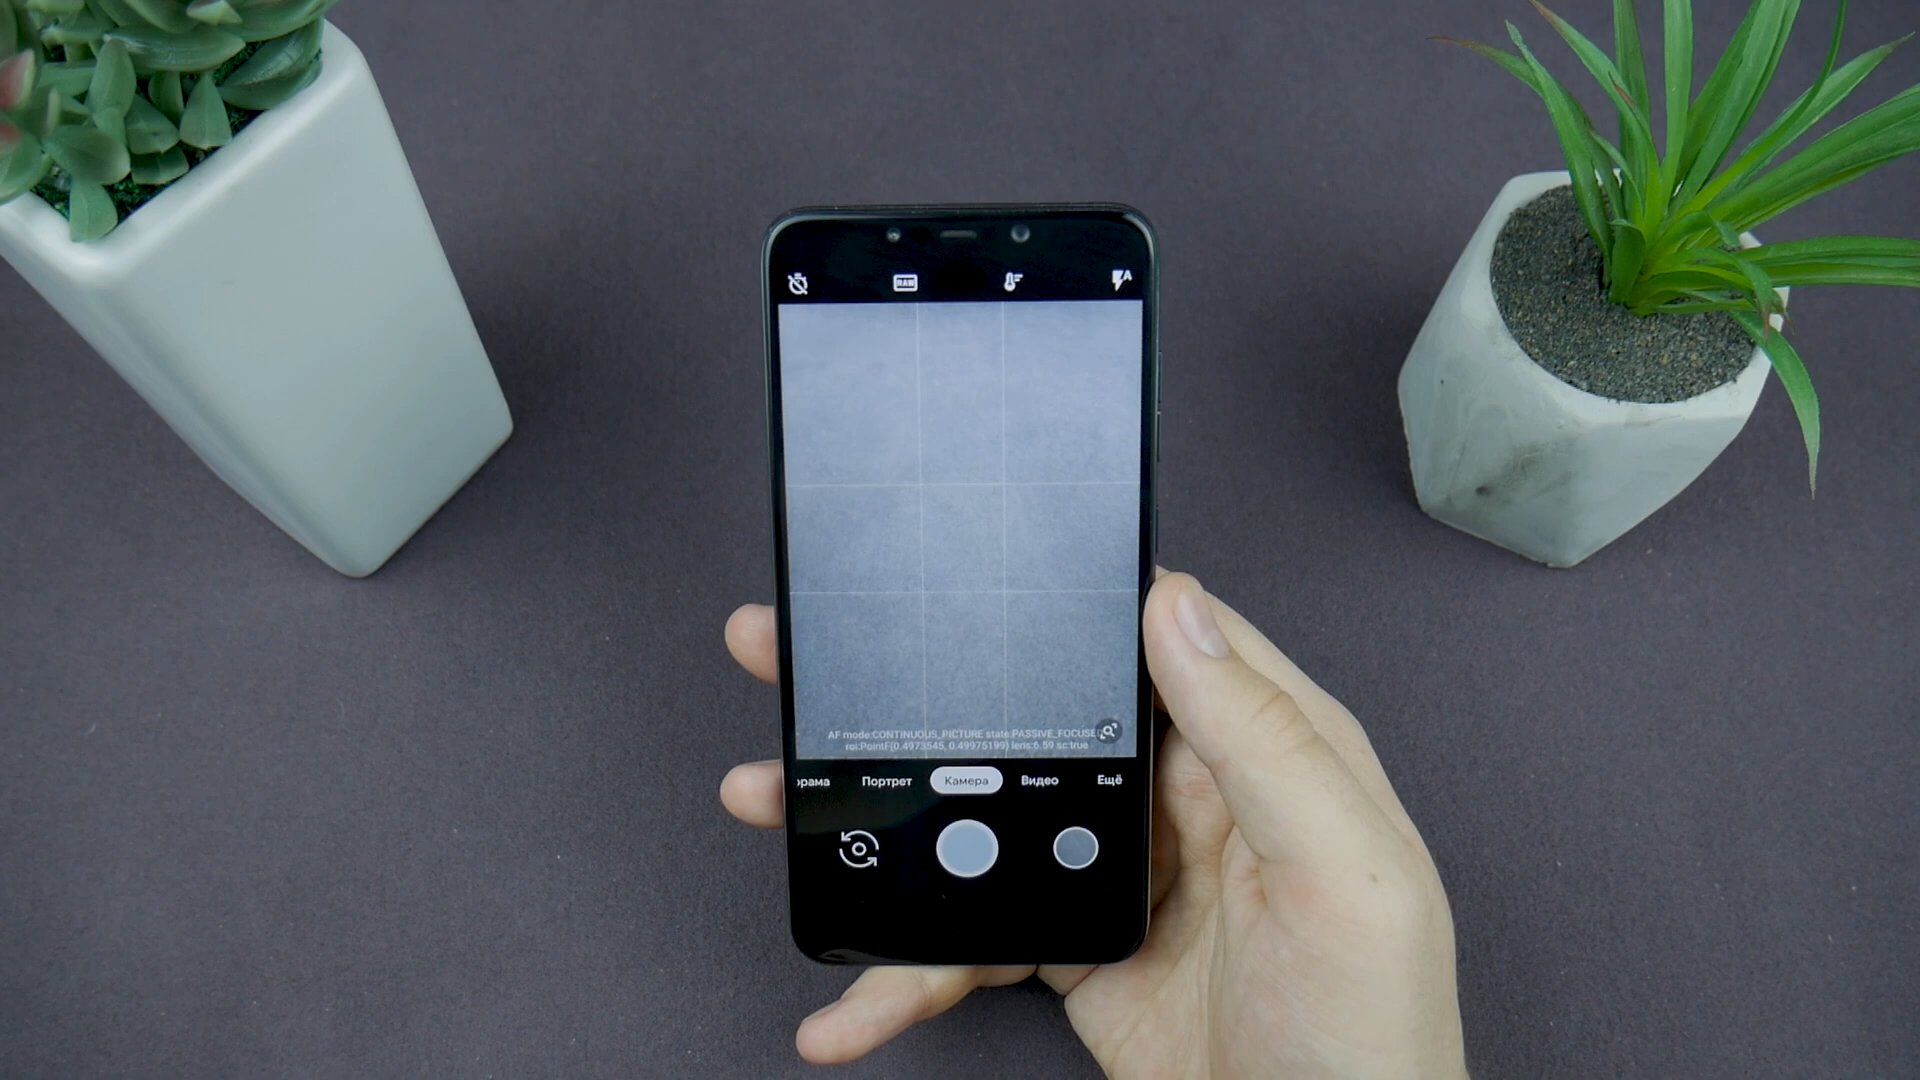 RAW
A
AF mode:CONTINUOUS_PICTURE state:PASSIVE_FOCUSED
roi:PointF(0.4973545, 0.49975199) lens:6.59 sc:true
орама Портрет Камера Видео Ещё